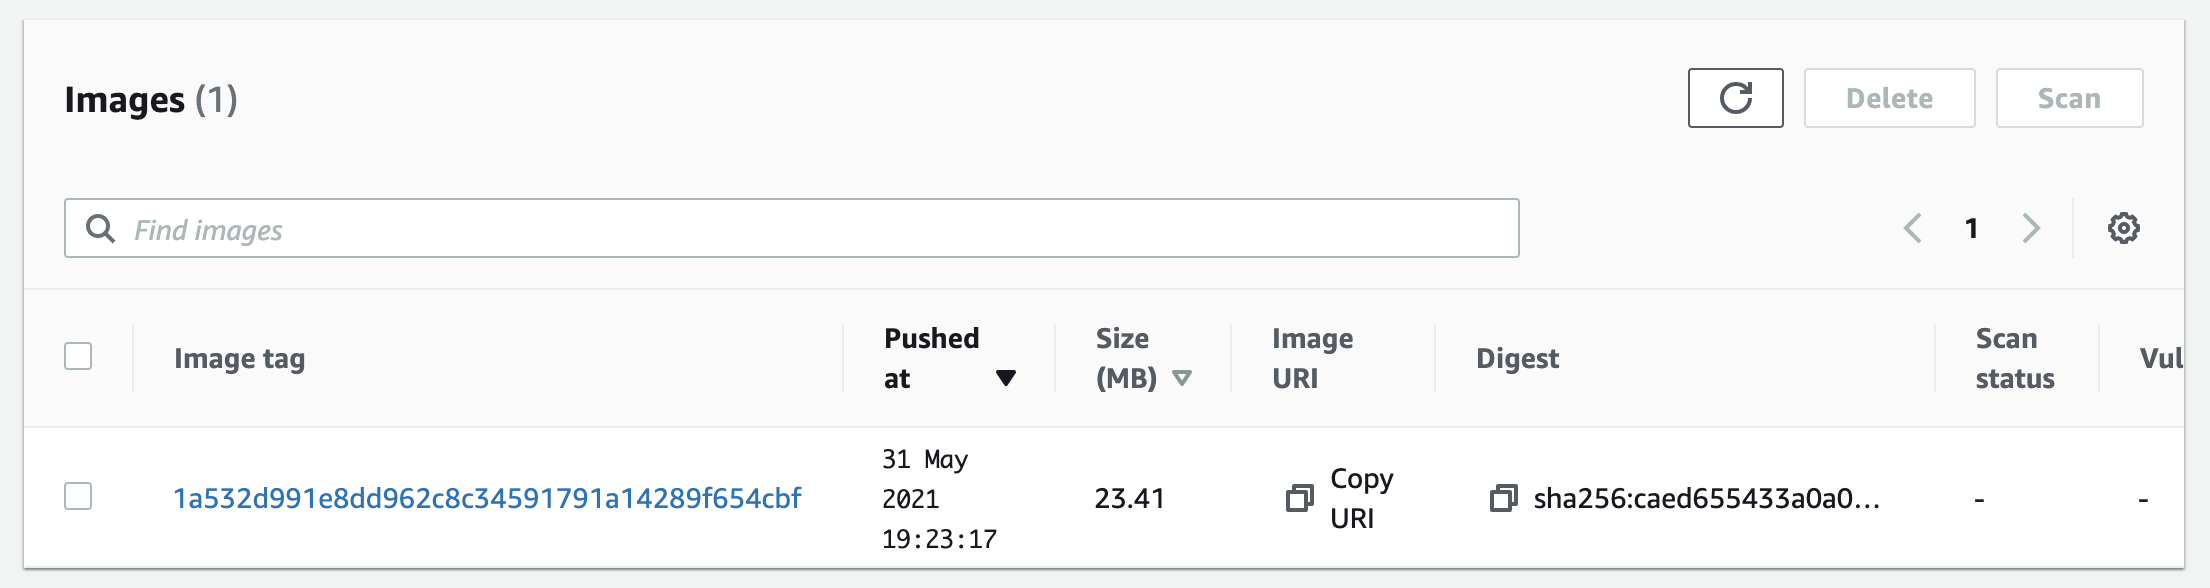 Images (1)
Delete
Scan
Find images
1
Image tag
Pushed at
Size (MB)
Image URI
Digest
Scan status
Vul
1a532d991e8dd962c8c34591791a14289f654cbf
31 May 2021 19:23:17
23.41
Copy URI
sha256:caed655433a0a0...
-
-